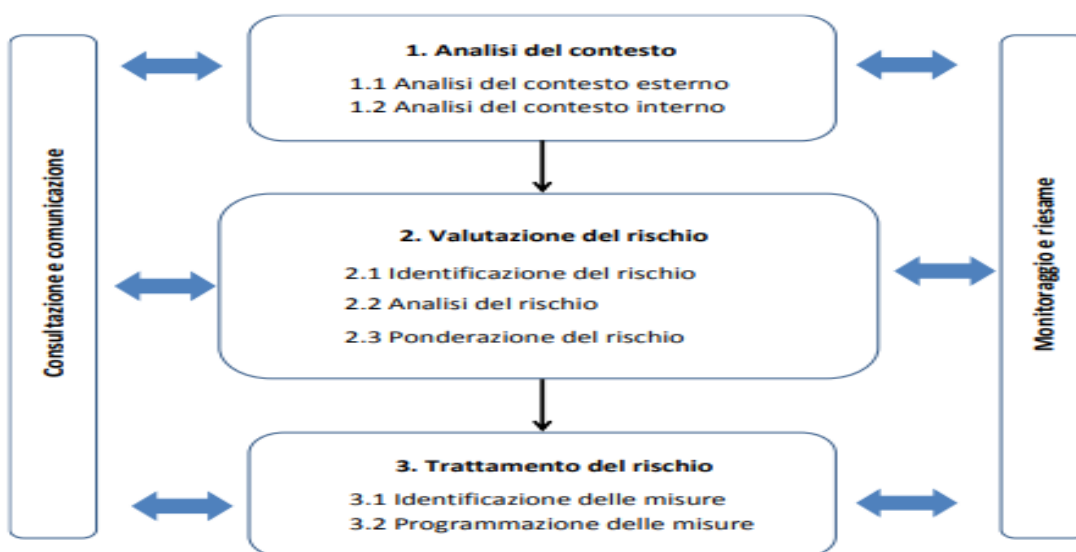 Consultazione e comunicazione
1. Analisi del contesto
1.1 Analisi del contesto esterno
1.2 Analisi del contesto interno
2. Valutazione del rischio
2.1 Identificazione del rischio
2.2 Analisi del rischio
2.3 Ponderazione del rischio
3. Trattamento del rischio
3.1 Identificazione delle misure
3.2 Programmazione delle misure
Monitoraggio e riesame